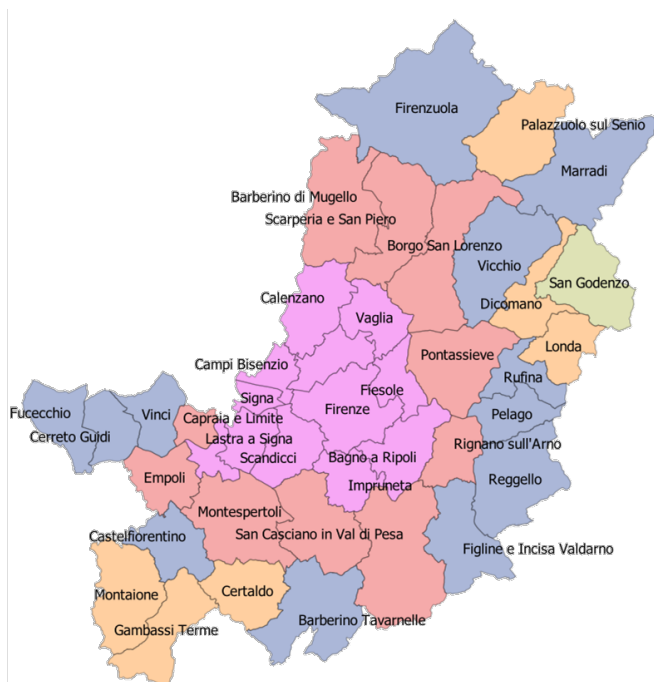 Firenzuola
Palazzuolo sul Senio
Marradi
Barberino di Mugello
Scarperia e San Piero
Borgo San Lorenzo
Vicchio
San Godenzo
Calenzano
Dicomano
Vaglia
Londa
Pontassieve
Campi Bisenzio
Rufina
Fiesole
Signa
Firenze
Fucecchio
Vinci
Capraia e Limite
Pelago
Cerreto Guidi
Lastra a Signa
Rignano sull'Arno
Scandicci
Bagno a Ripoli
Empoli
Impruneta
Reggello
Montespertoli
San Casciano in Val di Pesa
Castelfiorentino
Figline e Incisa Valdarno
Montaione
Certaldo
Barberino Tavarnelle
Gambassi Terme